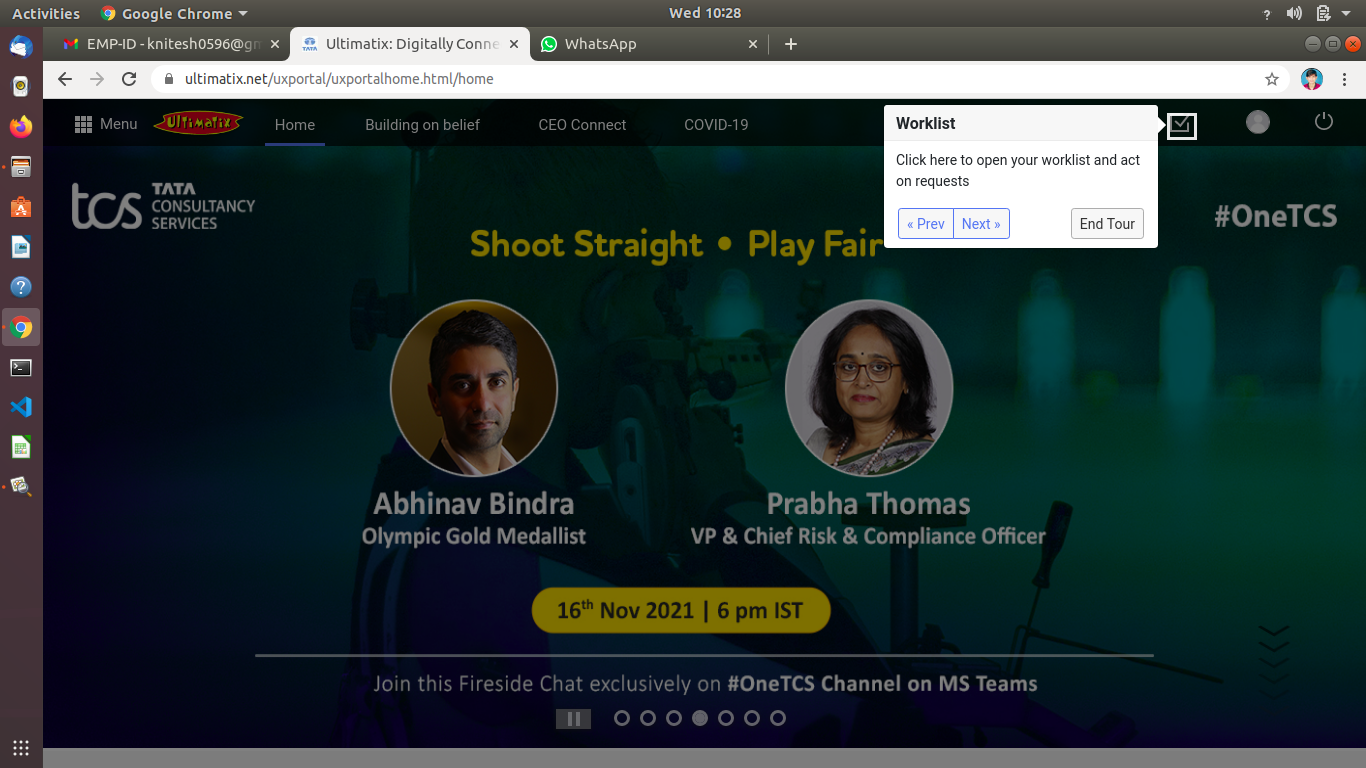 Activities
Google Chrome
Wed 10:28
?
EMP-ID - knitesh0596@gm
Ultimatix: Digitally Conne
WhatsApp
ultimatix.net/uxportal/uxportalhome.html/home
Menu
Ultimatix
Home
Building on belief
CEO Connect
COVID-19
Worklist
Click here to open your worklist and act
on requests
« Prev
Next »
End Tour
tcs TATA
CONSULTANCY
SERVICES
#OneTCS
Shoot Straight • Play Fair
Abhinav Bindra
Olympic Gold Medallist
Prabha Thomas
VP & Chief Risk & Compliance Officer
16th Nov 2021 | 6 pm IST
Join this Fireside Chat exclusively on #OneTCS Channel on MS Teams